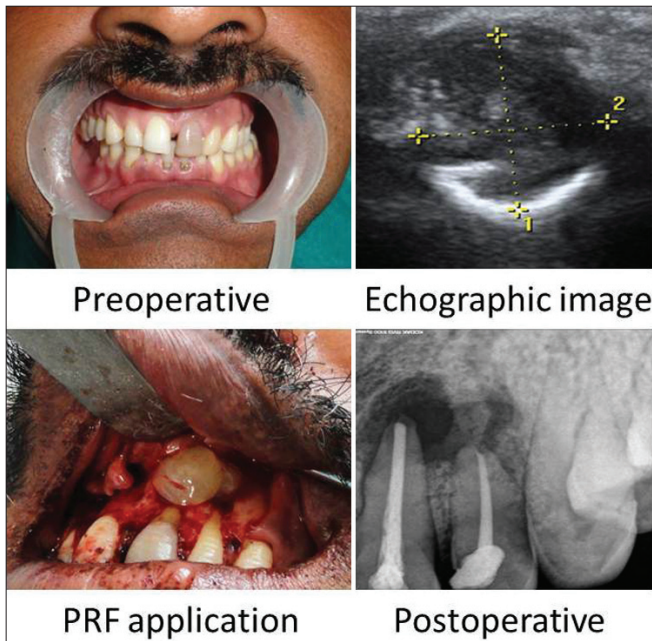 2
1
Preoperative
Echographic image
PRF application
Postoperative